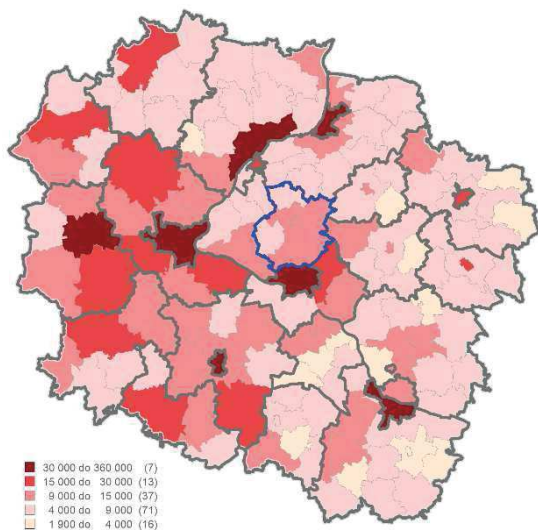 30 000 do 360 000 (7)
15 000 do 30 000 (13)
9 000 do 15 000 (37)
4 000 do 9 000 (71)
1 900 do 4 000 (16)